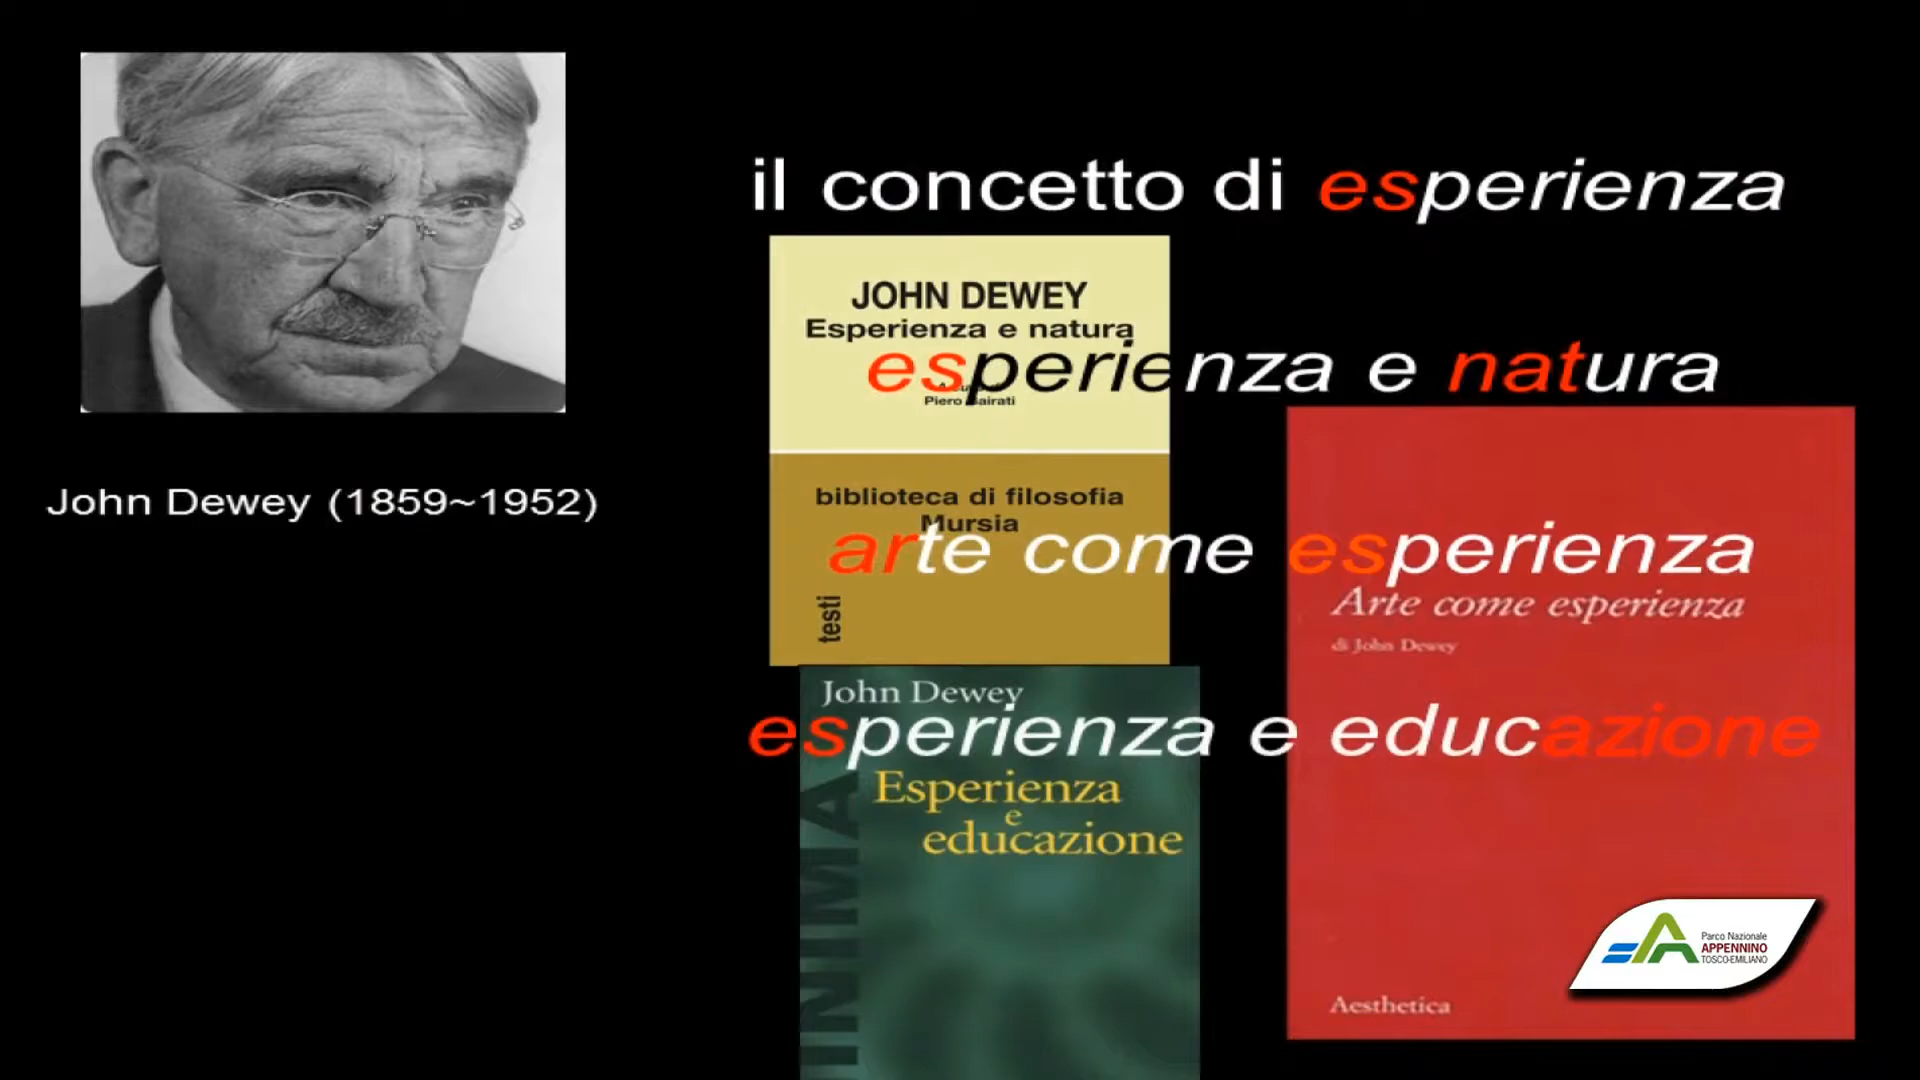 John Dewey (1859~1952)
il concetto di esperienza
JOHN DEWEY
Esperienza e natura
esperienza e natura
Piero Bairati
biblioteca di filosofia
Mursia
testi
arte come esperienza
Arte come esperienza
di John Dewey
John Dewey
esperienza e educazione
Esperienza
e
educazione
Aesthetica
Parco Nazionale
APPENNINO
TOSCO-EMILIANO